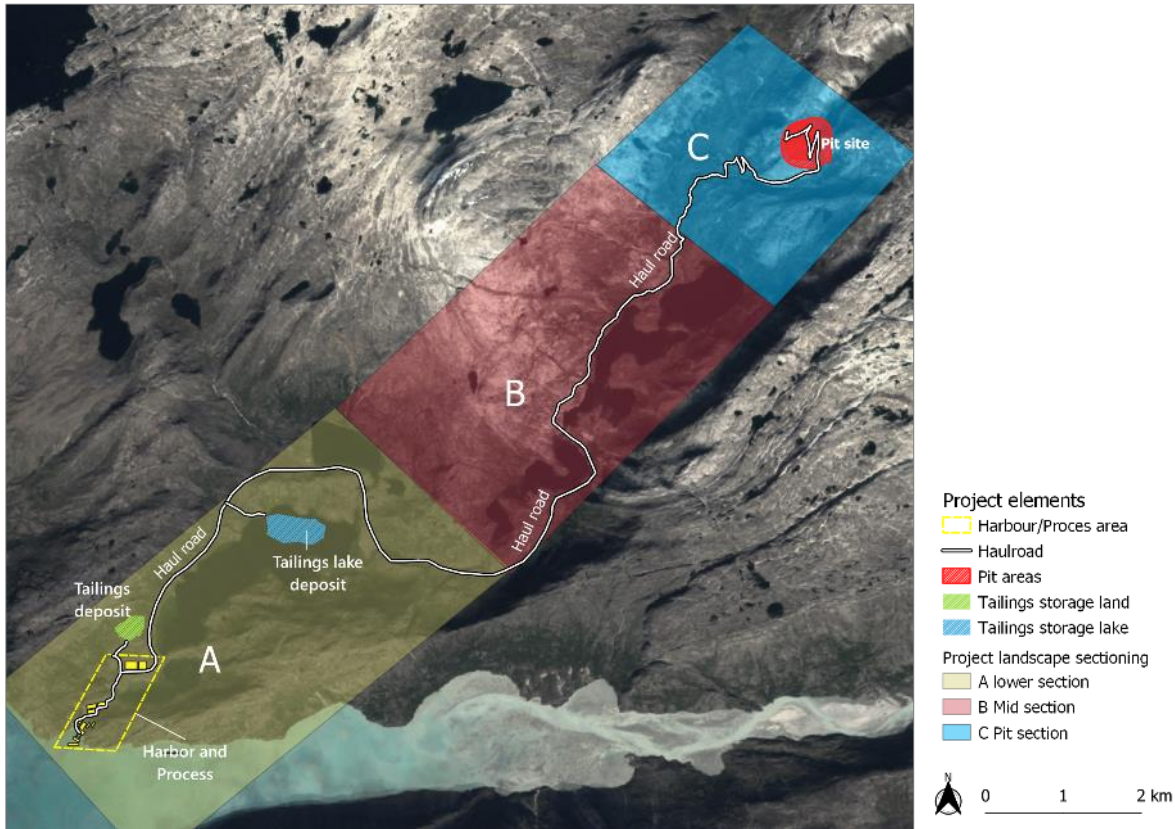 C
Pit site
Haul road
B
Haul road
Haul road
Tailings lake
deposit
Tailings
deposit
A
Harbor and
Process
Project elements
Harbour/Proces area
Haulroad
Pit areas
Tailings storage land
Tailings storage lake
Project landscape sectioning
A lower section
B Mid section
C Pit section
N
0 1 2 km